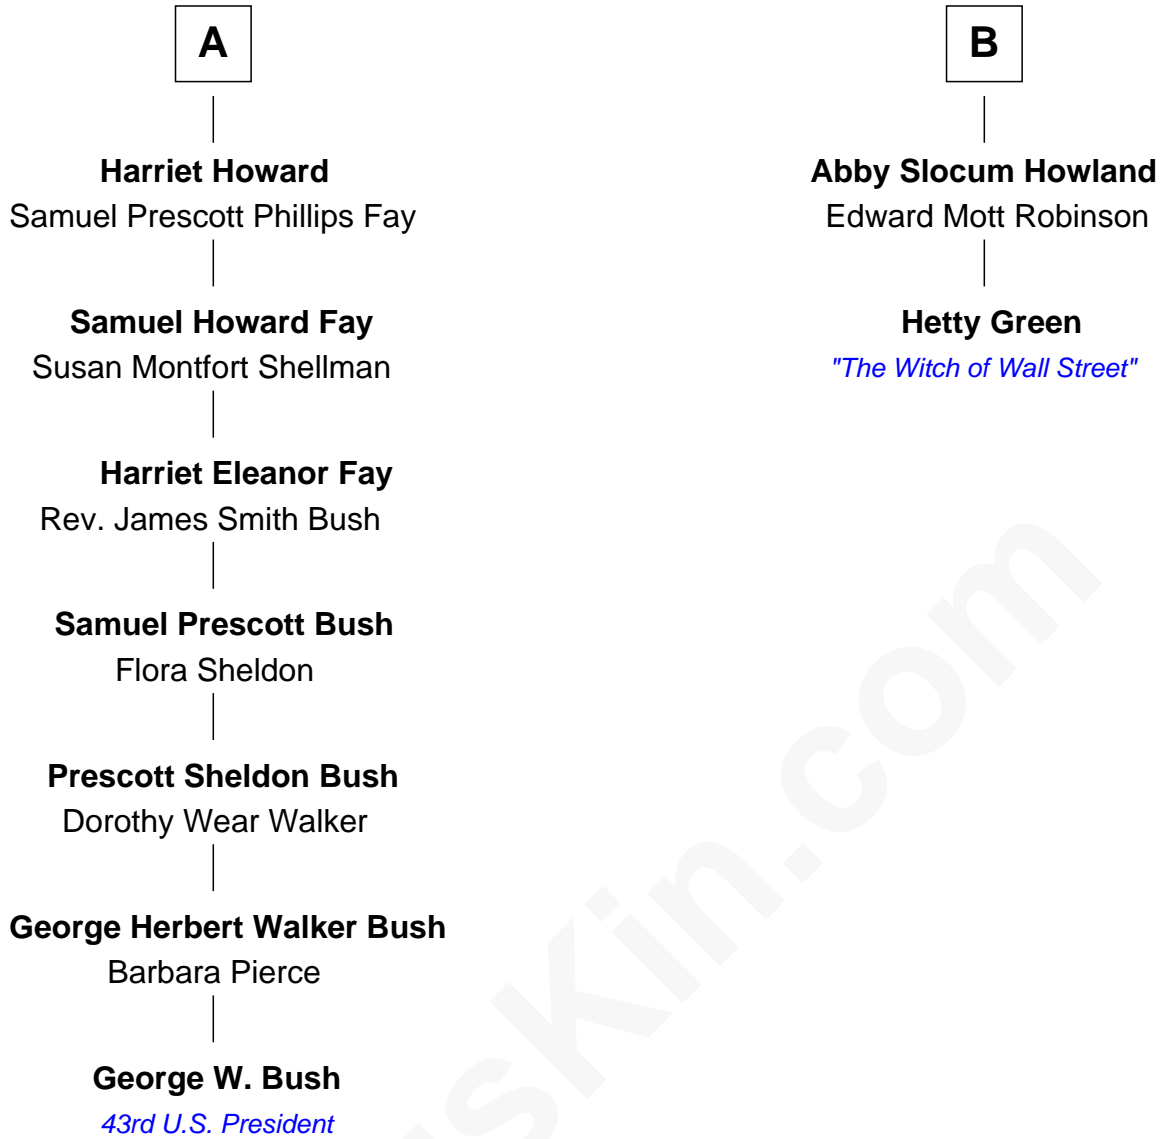 A
Harriet Howard
Samuel Prescott Phillips Fay
Samuel Howard Fay
Susan Montfort Shellman
Harriet Eleanor Fay
Rev. James Smith Bush
Samuel Prescott Bush
Flora Sheldon
Prescott Sheldon Bush
Dorothy Wear Walker
George Herbert Walker Bush
Barbara Pierce
George W. Bush
43rd U.S. President
B
Abby Slocum Howland
Edward Mott Robinson
Hetty Green
"The Witch of Wall Street"
sKin.com